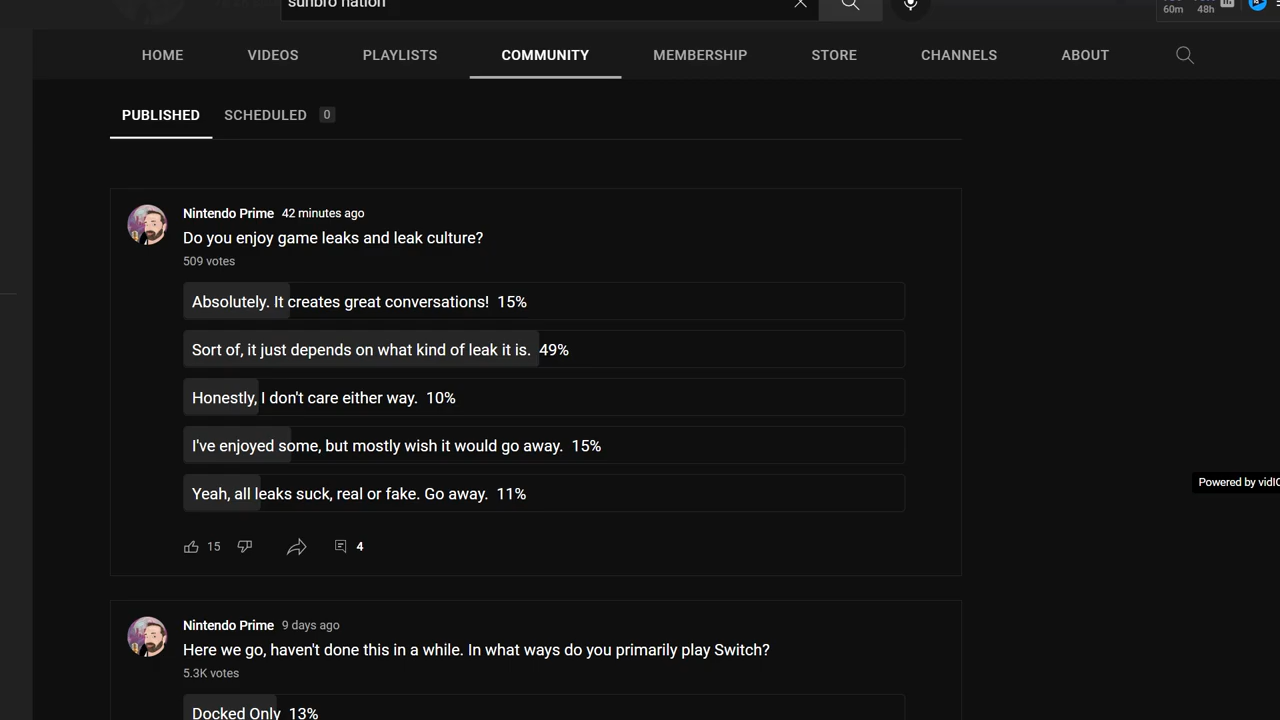 sunbro nation
60m 48h
HOME VIDEOS PLAYLISTS COMMUNITY MEMBERSHIP STORE CHANNELS ABOUT
PUBLISHED SCHEDULED 0
Nintendo Prime 42 minutes ago
Do you enjoy game leaks and leak culture?
509 votes
Absolutely. It creates great conversations! 15%
Sort of, it just depends on what kind of leak it is. 49%
Honestly, I don't care either way. 10%
I've enjoyed some, but mostly wish it would go away. 15%
Powered by vidIC
Yeah, all leaks suck, real or fake. Go away. 11%
15 4
Nintendo Prime 9 days ago
Here we go, haven't done this in a while. In what ways do you primarily play Switch?
5.3K votes
Docked Only 13%